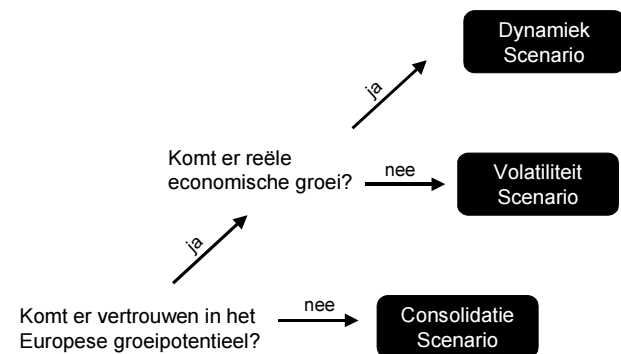 Dynamiek
Scenario
ja
Komt er reële
economische groei?
nee
Volatiliteit
Scenario
ja
Komt er vertrouwen in het
Europese groeipotentieel?
nee
Consolidatie
Scenario